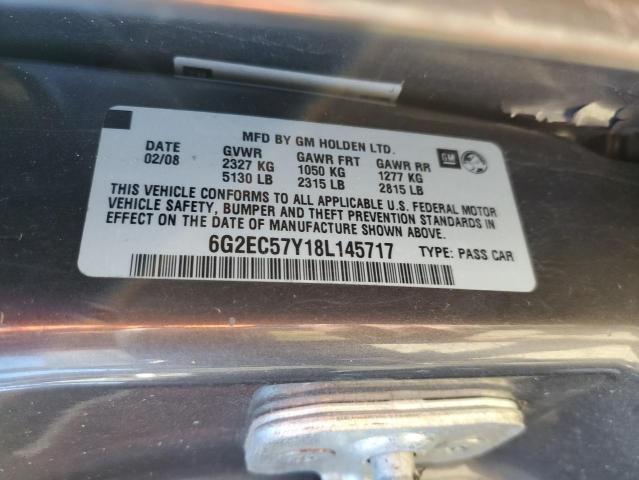 MFD BY GM HOLDEN LTD.
DATE GVWR GAWR FRT GAWR RR GM
02/08 2327 KG 1050 KG 1277 KG
5130 LB 2315 LB 2815 LB
THIS VEHICLE CONFORMS TO ALL APPLICABLE U.S. FEDERAL MOTOR
VEHICLE SAFETY, BUMPER AND THEFT PREVENTION STANDARDS IN
EFFECT ON THE DATE OF MANUFACTURE SHOWN ABOVE.
6G2EC57Y18L145717 TYPE: PASS CAR